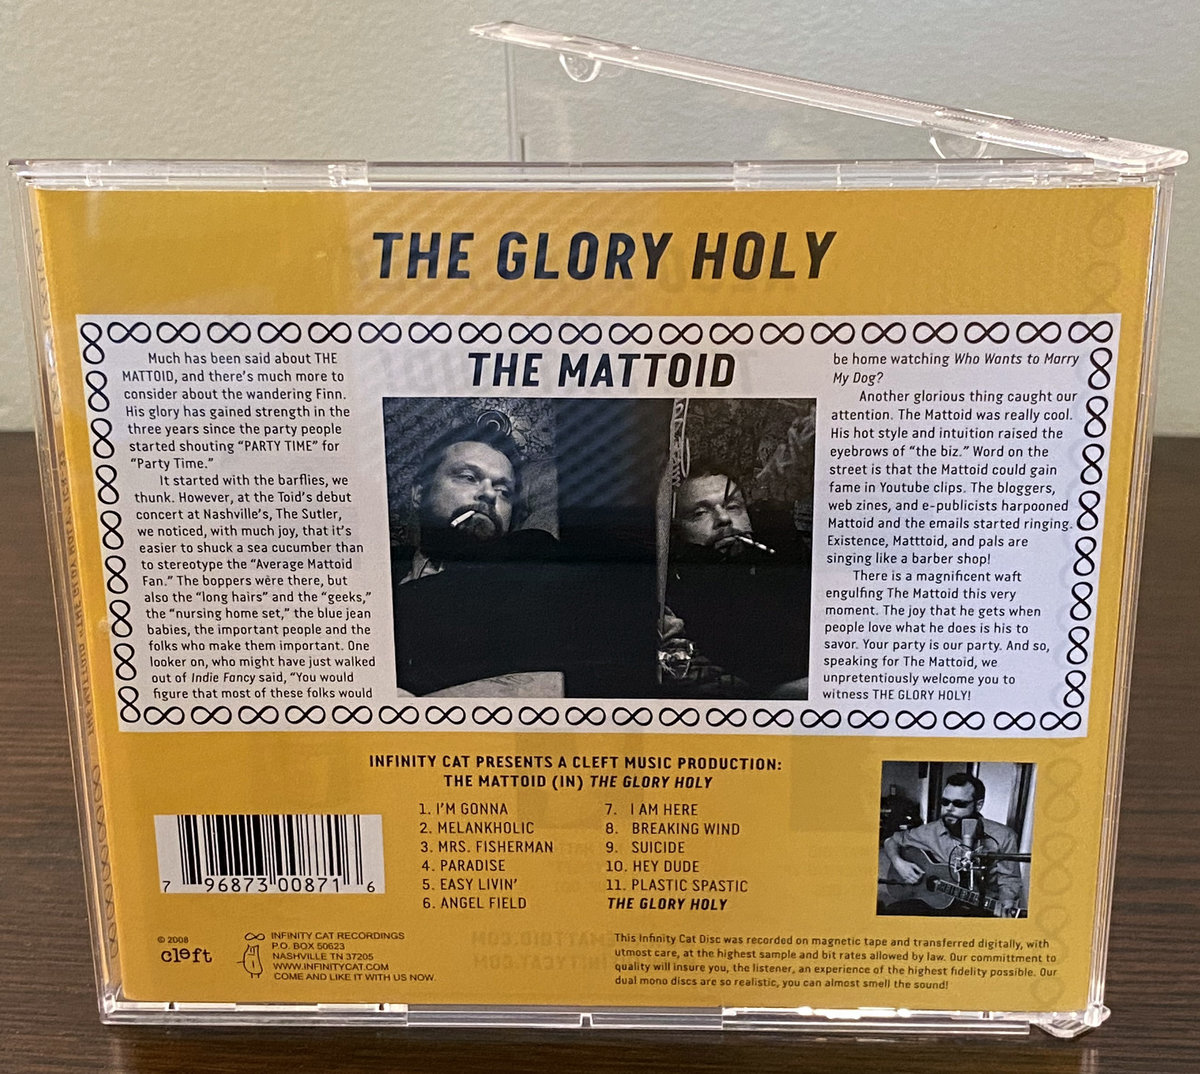 THE GLORY HOLY
THE MATTOID
Much has been said about THE
MATTOID, and there's much more to
consider about the wandering Finn.
His glory has gained strength in the
three years since the party people
started shouting "PARTY TIME" for
"Party Time."
It started with the barflies, we
thunk. However, at the Toid's debut
concert at Nashville's, The Sutler,
we noticed, with much joy, that it's
easier to shuck a sea cucumber than
to stereotype the "Average Mattoid
Fan." The boppers were there, but
also the "long hairs" and the "geeks,"
the "nursing home set," the blue jean
babies, the important people and the
folks who make them important. One
looker on, who might have just walked
out of Indie Fancy said, "You would
figure that most of these folks would
be home watching Who Wants to Marry
My Dog?
Another glorious thing caught our
attention. The Mattoid was really cool.
His hot style and intuition raised the
eyebrows of "the biz." Word on the
street is that the Mattoid could gain
fame in Youtube clips. The bloggers,
web zines, and e-publicists harpooned
Mattoid and the emails started ringing.
Existence, Matttoid, and pals are
singing like a barber shop!
There is a magnificent waft
engulfing The Mattoid this very
moment. The joy that he gets when
people love what he does is his to
savor. Your party is our party. And so,
speaking for The Mattoid, we
unpretentiously welcome you to
witness THE GLORY HOLY!
INFINITY CAT PRESENTS A CLEFT MUSIC PRODUCTION:
THE MATTOID (IN) THE GLORY HOLY
1. I'M GONNA
2. MELANKHOLIC
3. MRS. FISHERMAN
4. PARADISE
5. EASY LIVIN'
6. ANGEL FIELD
7. I AM HERE
8. BREAKING WIND
9. SUICIDE
10. HEY DUDE
11. PLASTIC SPASTIC
THE GLORY HOLY
7 96873 00871 6
© 2008
cleft
INFINITY CAT RECORDINGS
P.O. BOX 50623
NASHVILLE TN 37205
WWW.INFINITYCAT.COM
COME AND LIKE IT WITH US NOW.
This Infinity Cat Disc was recorded on magnetic tape and transferred digitally, with
utmost care, at the highest sample and bit rates allowed by law. Our committment to
quality will insure you, the listener, an experience of the highest fidelity possible. Our
dual mono discs are so realistic, you can almost smell the sound!